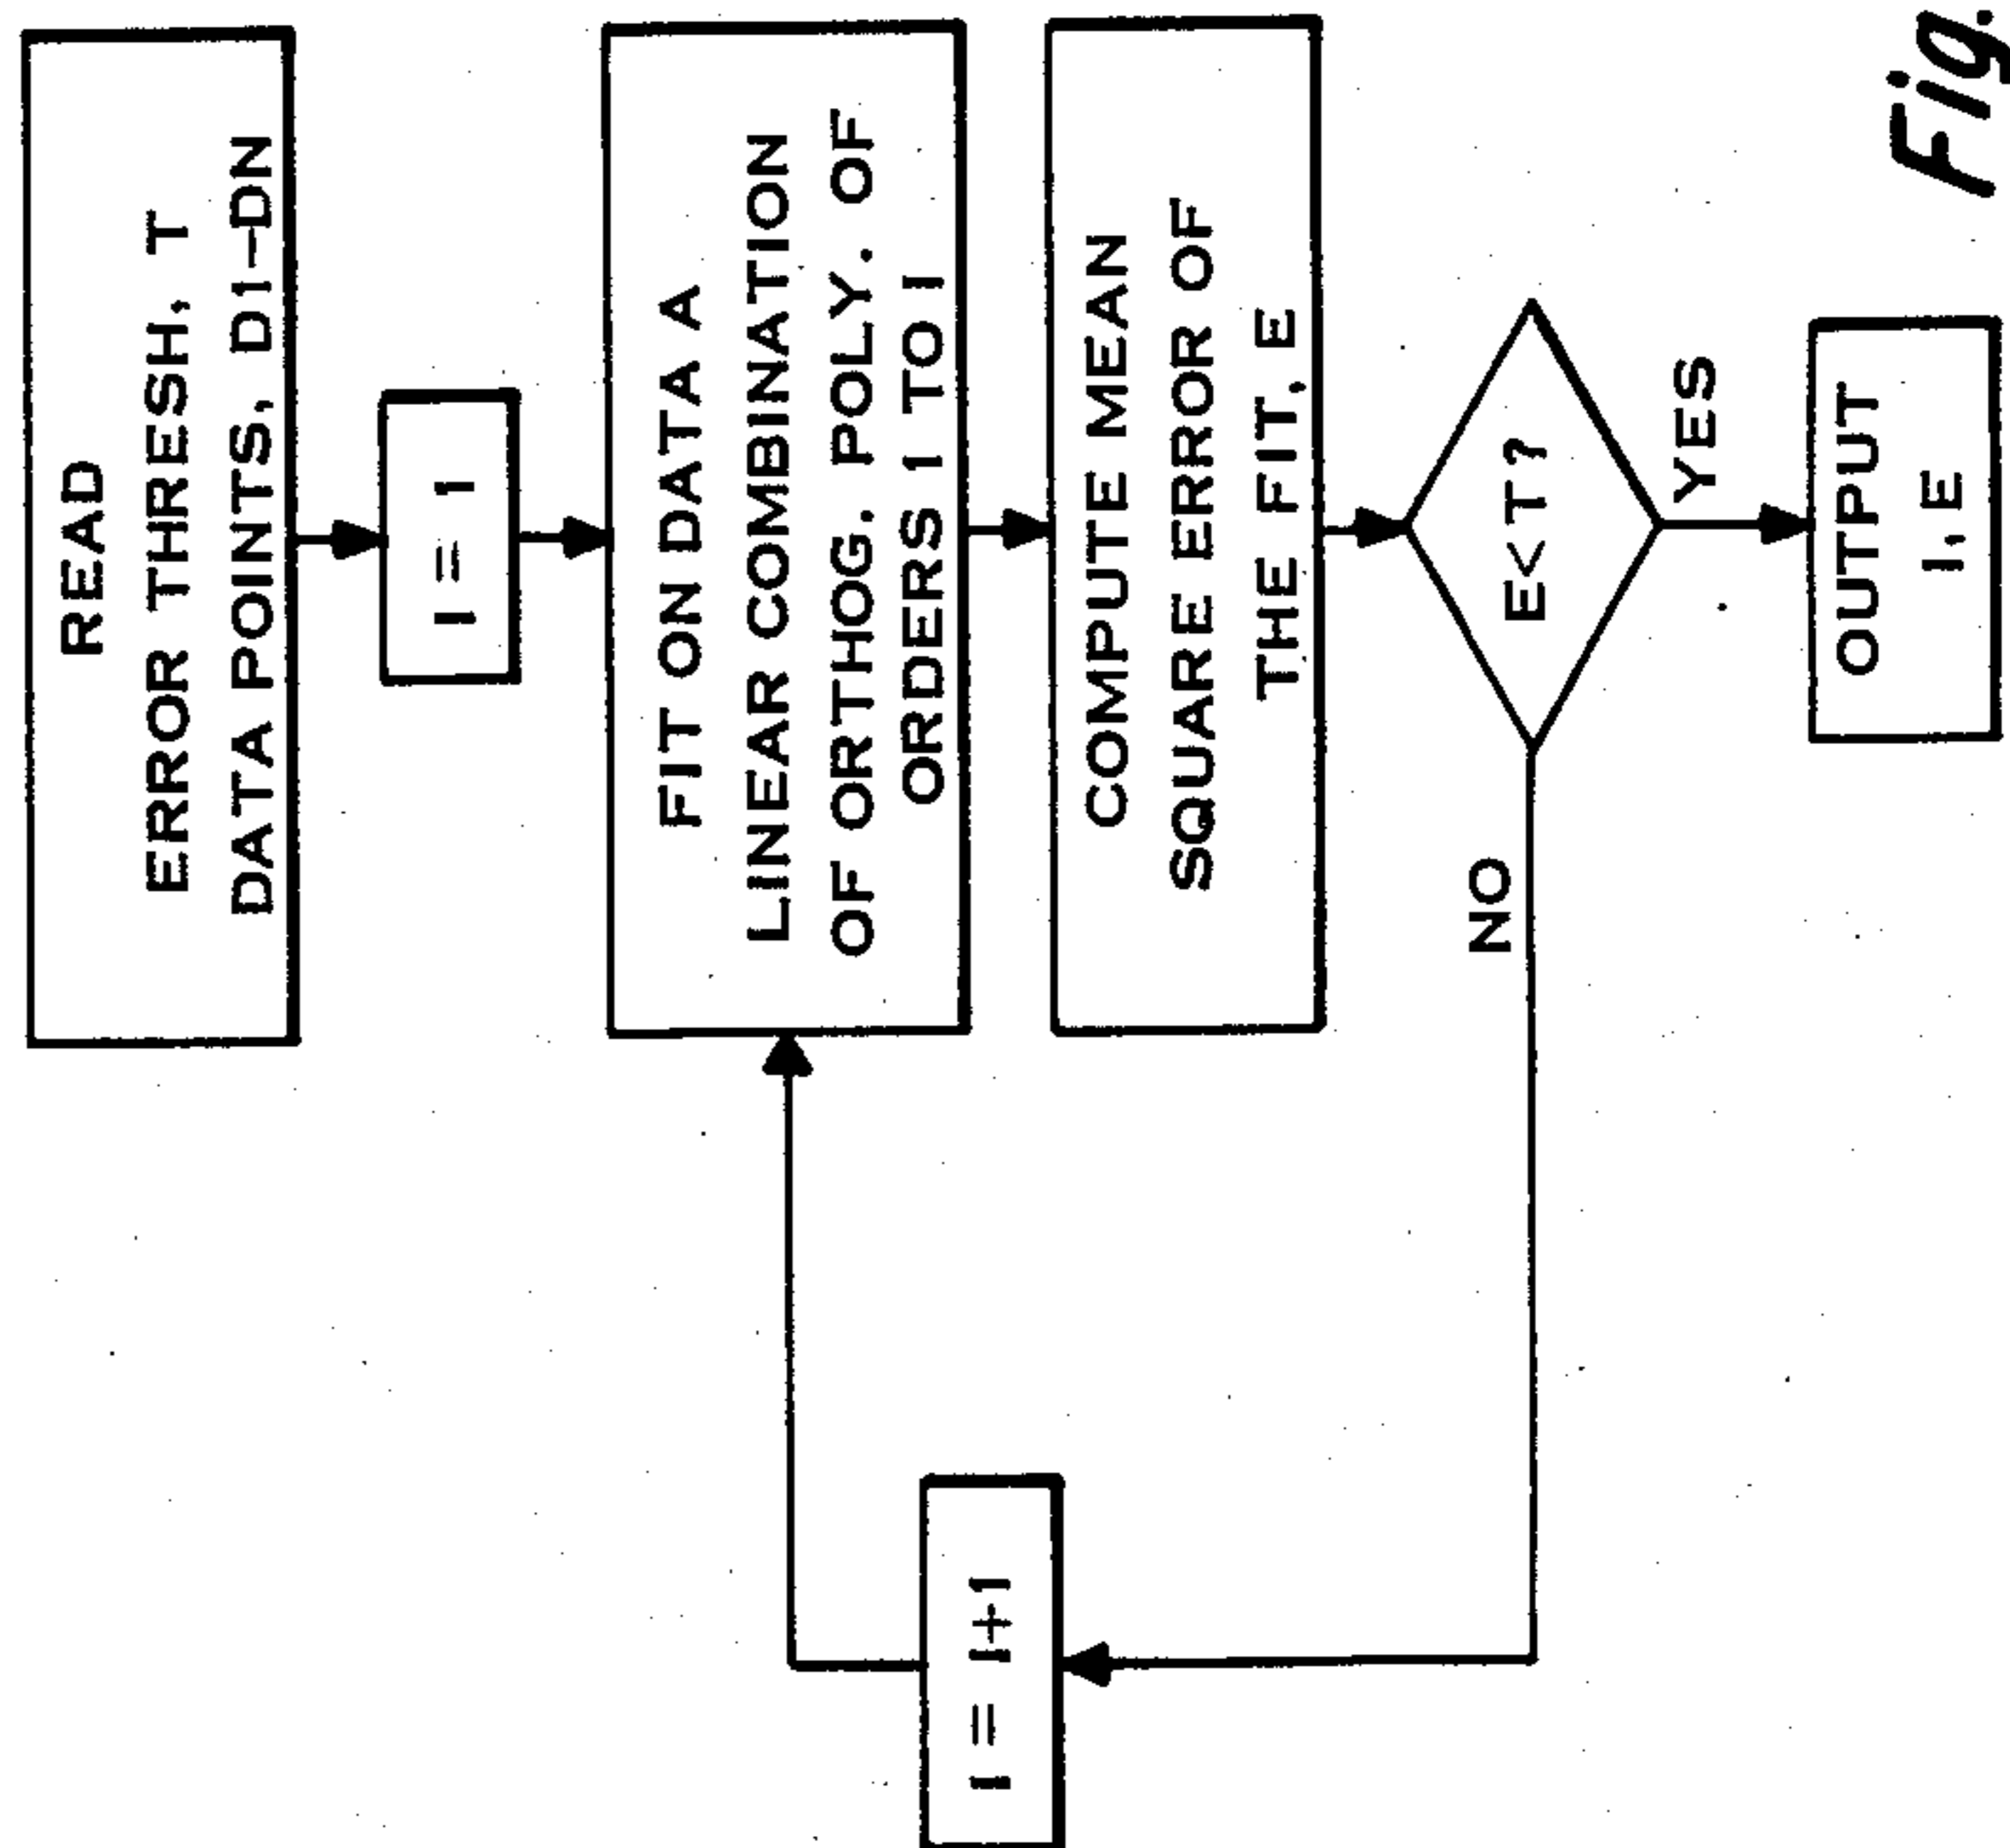 READ
ERROR THRESH, T
DATA POINTS, D1-DN
I = 1
FIT ON DATA A
LINEAR COMBINATION
OF ORTHOG. POLY. OF
ORDERS 1 TO I
COMPUTE MEAN
SQUARE ERROR OF
THE FIT, E
E<T?
NO
YES
I = I+1
OUTPUT
I, E
Fig.